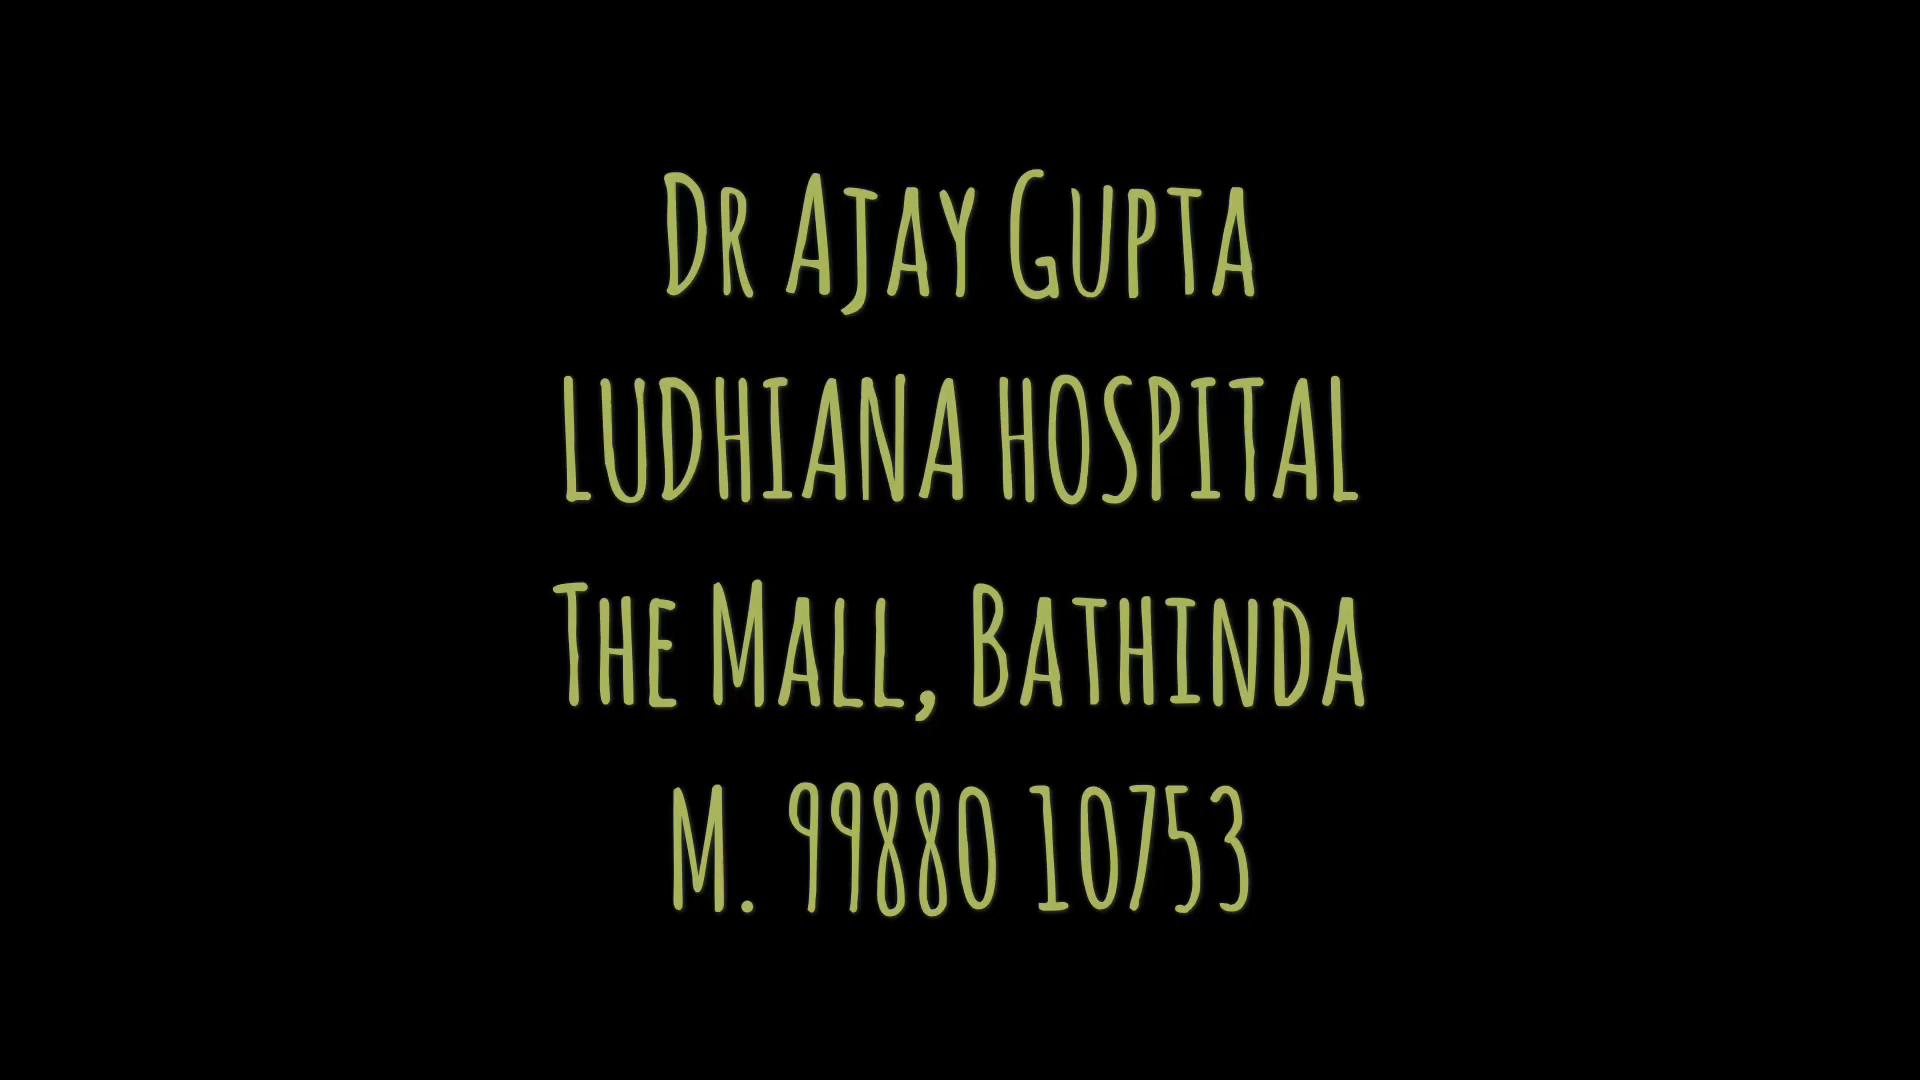 Dr Ajay Gupta
LUDHIANA HOSPITAL
The Mall, Bathinda
M. 99880 10753